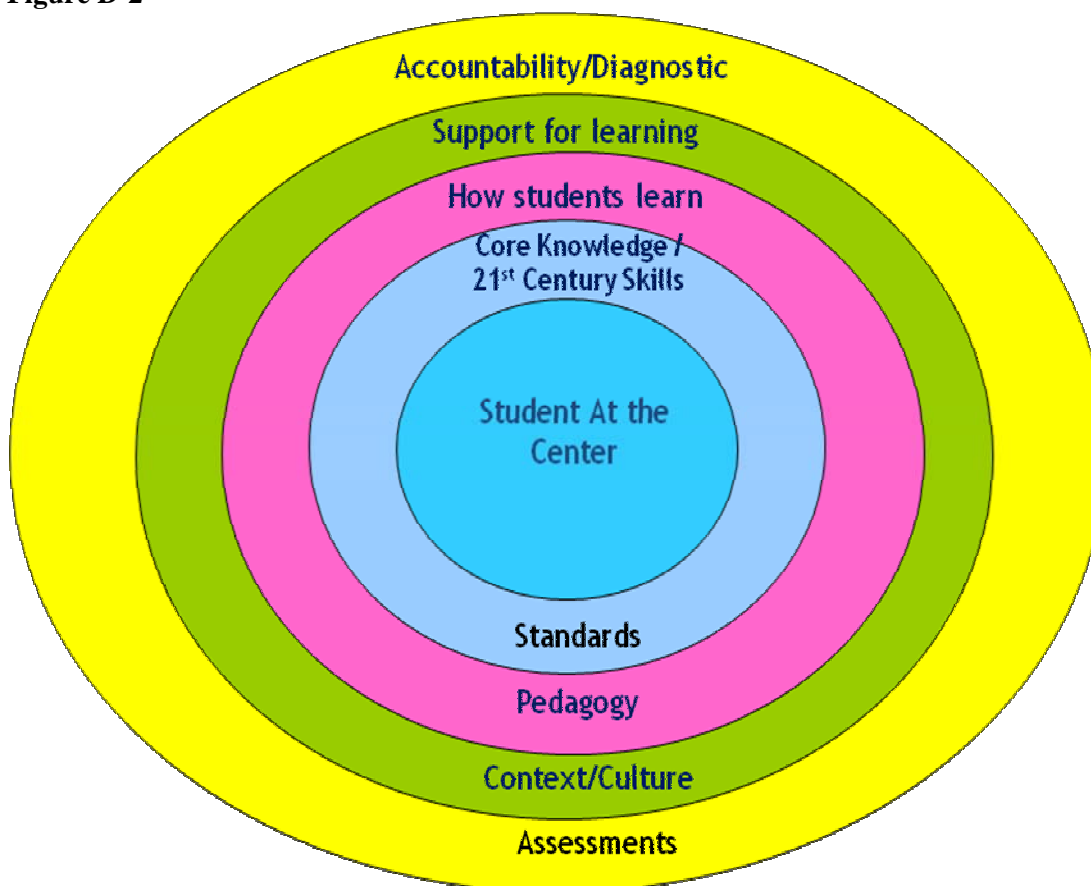 Accountability/Diagnostic
Support for learning
How students learn
Core Knowledge /
21st Century Skills
Student At the
Center
Standards
Pedagogy
Context/Culture
Assessments